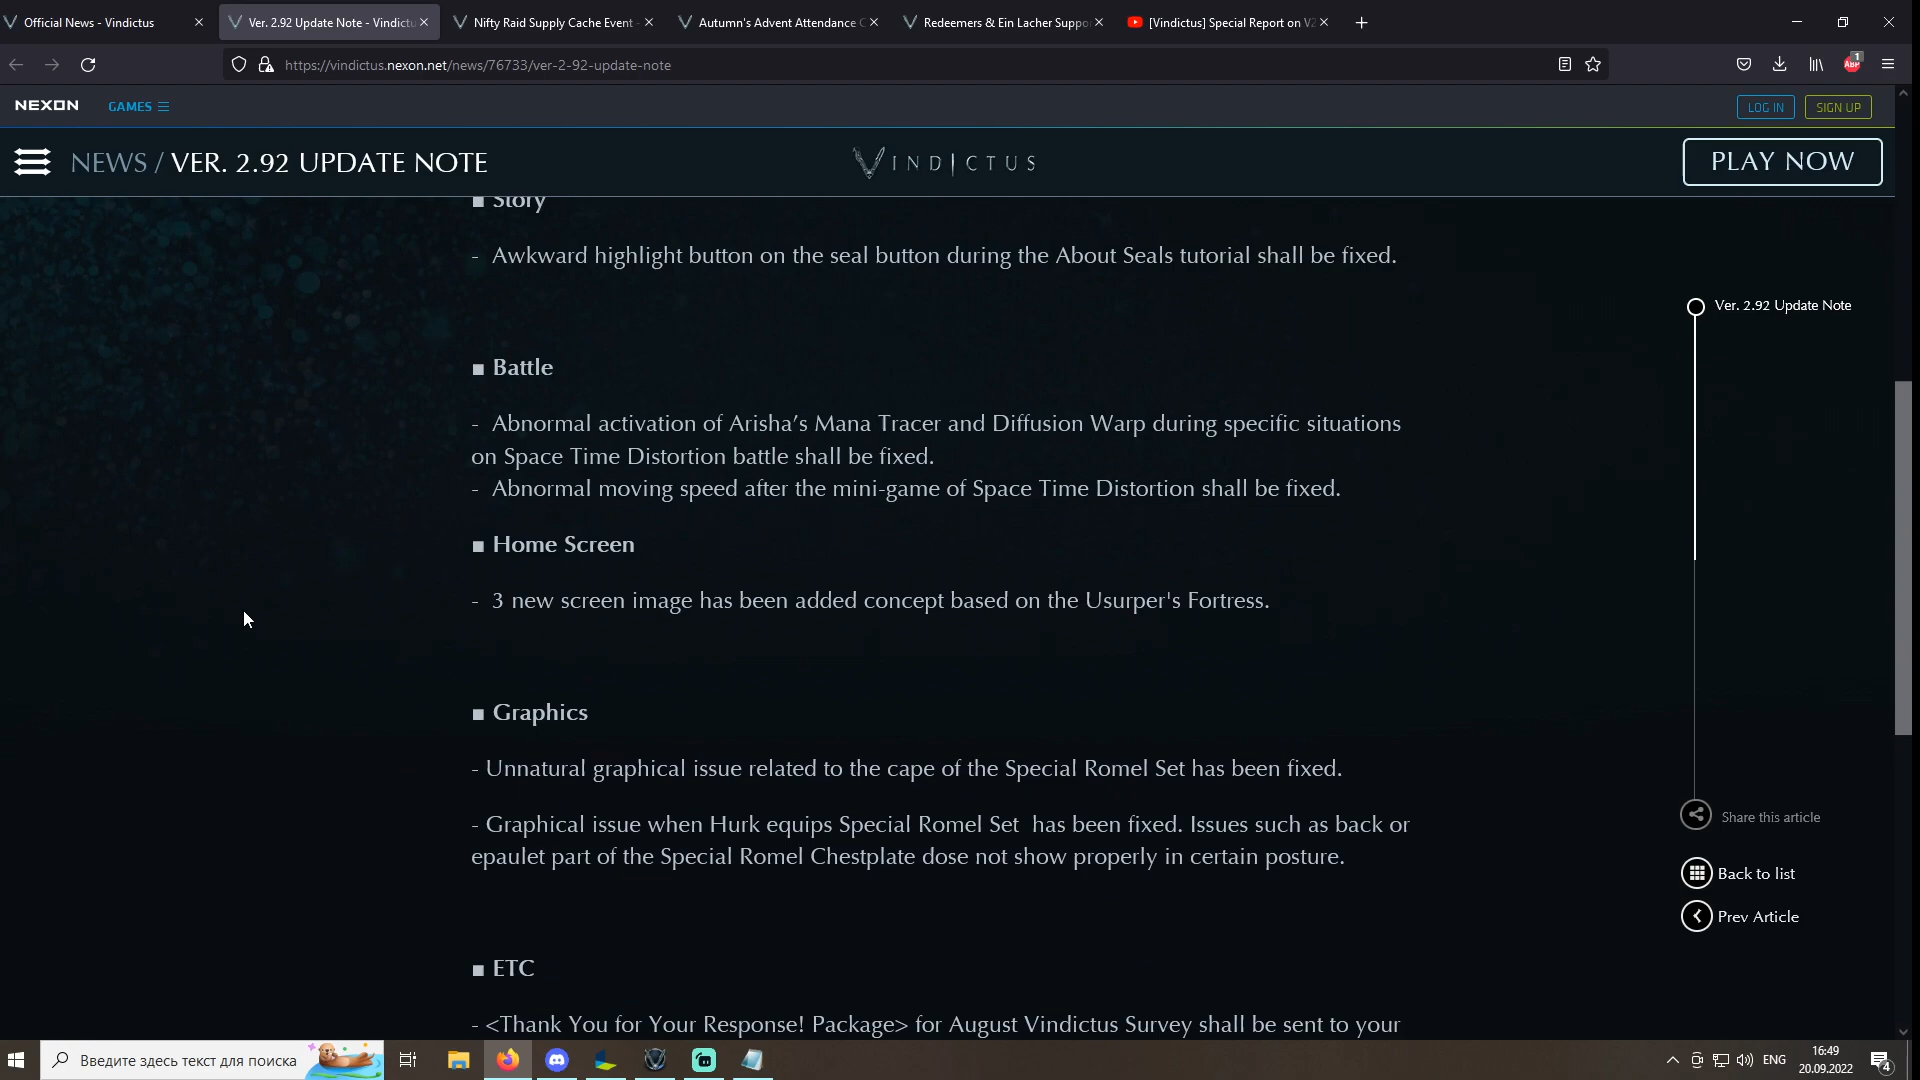 Official News - Vindictus
Ver. 2.92 Update Note - Vindictu
Nifty Raid Supply Cache Event -
Autumn's Advent Attendance C
Redeemers & Ein Lacher Suppo
[Vindictus] Special Report on V2
https://vindictus.nexon.net/news/76733/ver-2-92-update-note
ABP
1
NEXON
GAMES
LOG IN
SIGN UP
NEWS / VER. 2.92 UPDATE NOTE
VINDICTUS
PLAY NOW
■ Story
- Awkward highlight button on the seal button during the About Seals tutorial shall be fixed.
Ver. 2.92 Update Note
■ Battle
- Abnormal activation of Arisha’s Mana Tracer and Diffusion Warp during specific situations
on Space Time Distortion battle shall be fixed.
- Abnormal moving speed after the mini-game of Space Time Distortion shall be fixed.
■ Home Screen
- 3 new screen image has been added concept based on the Usurper's Fortress.
■ Graphics
- Unnatural graphical issue related to the cape of the Special Romel Set has been fixed.
- Graphical issue when Hurk equips Special Romel Set has been fixed. Issues such as back or
epaulet part of the Special Romel Chestplate dose not show properly in certain posture.
Share this article
Back to list
Prev Article
■ ETC
- <Thank You for Your Response! Package> for August Vindictus Survey shall be sent to your
Введите здесь текст для поиска
ENG
16:49
20.09.2022
4